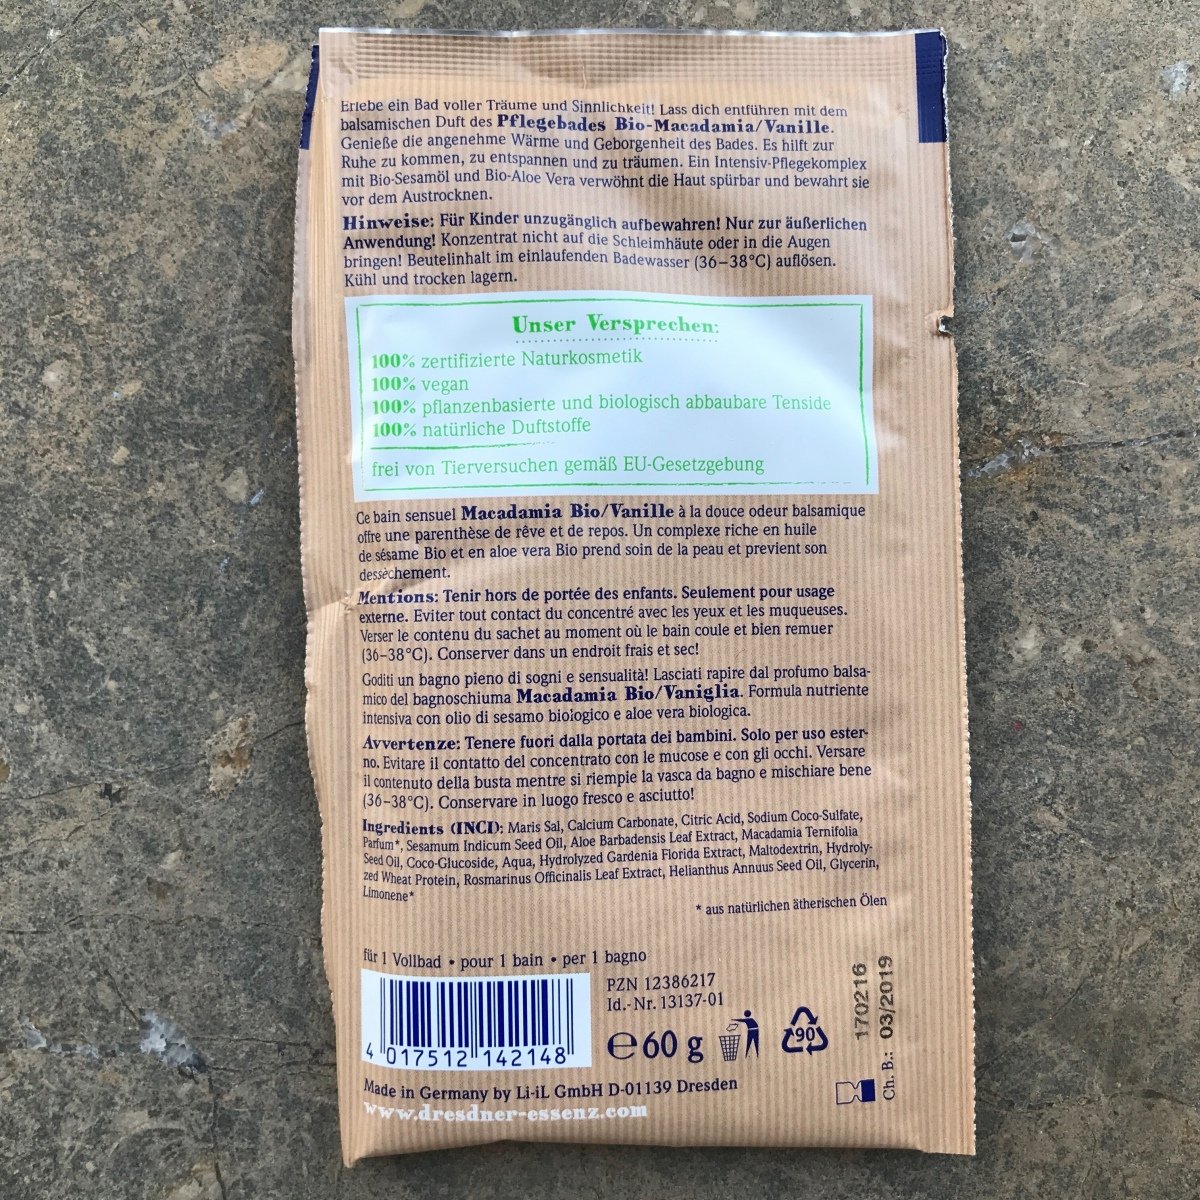 Erlebe ein Bad voller Träume und Sinnlichkeit! Lass dich entführen mit dem
balsamischen Duft des Pflegebades Bio-Macadamia/Vanille.
Genieße die angenehme Wärme und Geborgenheit des Bades. Es hilft zur
Ruhe zu kommen, zu entspannen und zu träumen. Ein Intensiv-Pflegekomplex
mit Bio-Sesamöl und Bio-Aloe Vera verwöhnt die Haut spürbar und bewahrt sie
vor dem Austrocknen.
Hinweise: Für Kinder unzugänglich aufbewahren! Nur zur äußerlichen
Anwendung! Konzentrat nicht auf die Schleimhäute oder in die Augen
bringen! Beutelinhalt im einlaufenden Badewasser (36–38°C) auflösen.
Kühl und trocken lagern.
Unser Versprechen:
100% zertifizierte Naturkosmetik
100% vegan
100% pflanzenbasierte und biologisch abbaubare Tenside
100% natürliche Duftstoffe
frei von Tierversuchen gemäß EU-Gesetzgebung
Ce bain sensuel Macadamia Bio/Vanille à la douce odeur balsamique
offre une parenthèse de rêve et de repos. Un complexe riche en huile
de sésame Bio et en aloe vera Bio prend soin de la peau et previent son
dessèchement.
Mentions: Tenir hors de portée des enfants. Seulement pour usage
externe. Eviter tout contact du concentré avec les yeux et les muqueuses.
Verser le contenu du sachet au moment où le bain coule et bien remuer
(36–38°C). Conserver dans un endroit frais et sec!
Goditi un bagno pieno di sogni e sensualità! Lasciati rapire dal profumo balsa-
mico del bagnoschiuma Macadamia Bio/Vaniglia. Formula nutriente
intensiva con olio di sesamo biologico e aloe vera biologica.
Avvertenze: Tenere fuori dalla portata dei bambini. Solo per uso ester-
no. Evitare il contatto del concentrato con le mucose e con gli occhi. Versare
il contenuto della busta mentre si riempie la vasca da bagno e mischiare bene
(36–38°C). Conservare in luogo fresco e asciutto!
Ingredients (INCI): Maris Sal, Calcium Carbonate, Citric Acid, Sodium Coco-Sulfate,
Parfum*, Sesamum Indicum Seed Oil, Aloe Barbadensis Leaf Extract, Macadamia Ternifolia
Seed Oil, Coco-Glucoside, Aqua, Hydrolyzed Gardenia Florida Extract, Maltodextrin, Hydroly-
zed Wheat Protein, Rosmarinus Officinalis Leaf Extract, Helianthus Annuus Seed Oil, Glycerin,
Limonene*
* aus natürlichen ätherischen Ölen
für 1 Vollbad • pour 1 bain • per 1 bagno
PZN 12386217
Id.-Nr. 13137-01
4 017512 142148
℮60 g
90
Ch. B.: 170216
03/2019
Made in Germany by Li-iL GmbH D-01139 Dresden
www.dresdner-essenz.com